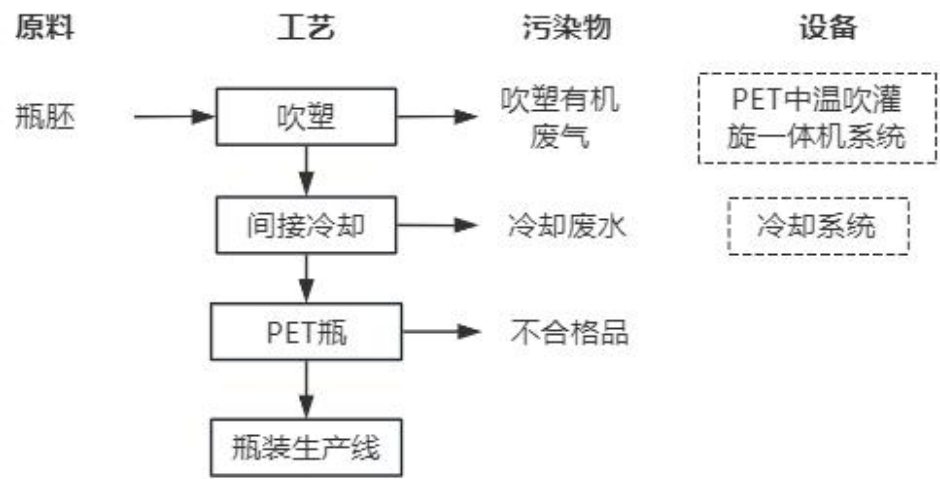 原料 工艺 污染物 设备
瓶胚 吹塑 吹塑有机 PET中温吹灌
废气 旋一体机系统
间接冷却 冷却废水 冷却系统
PET瓶 不合格品
瓶装生产线